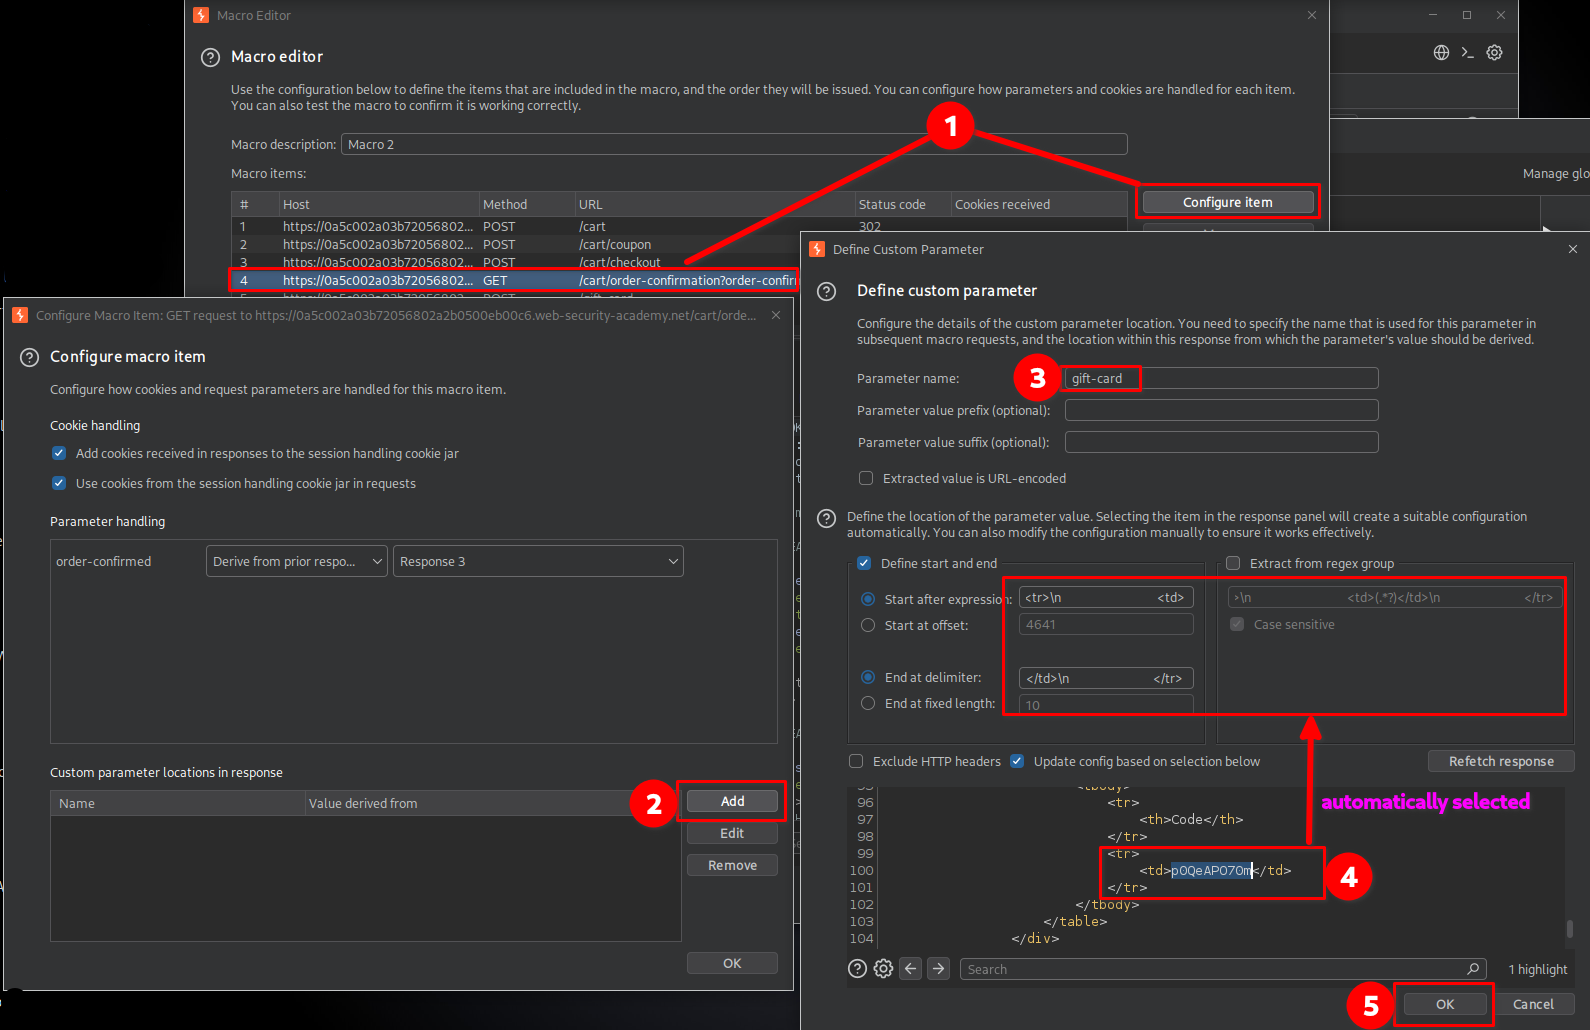 Macro Editor
Macro editor
Use the configuration below to define the items that are included in the macro, and the order they will be issued. You can configure how parameters and cookies are handled for each item.
You can also test the macro to confirm it is working correctly.
1
Macro description:
Macro 2
Macro items:
Manage glo
# Host Method URL Status code Cookies received
Configure item
1 https://0a5c002a03b72056802... POST /cart 302
2 https://0a5c002a03b72056802... POST /cart/coupon
3 https://0a5c002a03b72056802... POST /cart/checkout
4 https://0a5c002a03b72056802... GET /cart/order-confirmation?order-confirm
Configure Macro Item: GET request to https://0a5c002a03b72056802a2b0500eb00c6.web-security-academy.net/cart/orde...
Configure macro item
Configure how cookies and request parameters are handled for this macro item.
Cookie handling
Add cookies received in responses to the session handling cookie jar
Use cookies from the session handling cookie jar in requests
Parameter handling
order-confirmed
Derive from prior respo...
Response 3
Custom parameter locations in response
Name Value derived from
2
Add
Edit
Remove
OK
Define Custom Parameter
Define custom parameter
Configure the details of the custom parameter location. You need to specify the name that is used for this parameter in
subsequent macro requests, and the location within this response from which the parameter's value should be derived.
Parameter name:
3
gift-card
Parameter value prefix (optional):
Parameter value suffix (optional):
Extracted value is URL-encoded
Define the location of the parameter value. Selecting the item in the response panel will create a suitable configuration
automatically. You can also modify the configuration manually to ensure it works effectively.
Define start and end
Extract from regex group
Start after expression:
<tr>\n <td>
>\n <td>(.*?)</td>\n </tr>
Start at offset:
4641
Case sensitive
End at delimiter:
</td>\n </tr>
End at fixed length:
10
Exclude HTTP headers
Update config based on selection below
Refetch response
automatically selected
96 <tr>
97 <th>Code</th>
98 </tr>
99 <tr>
100 <td>pOQeAPO7Om</td>
101 </tr>
102 </tbody>
103 </table>
104 </div>
4
Search
1 highlight
5
OK
Cancel